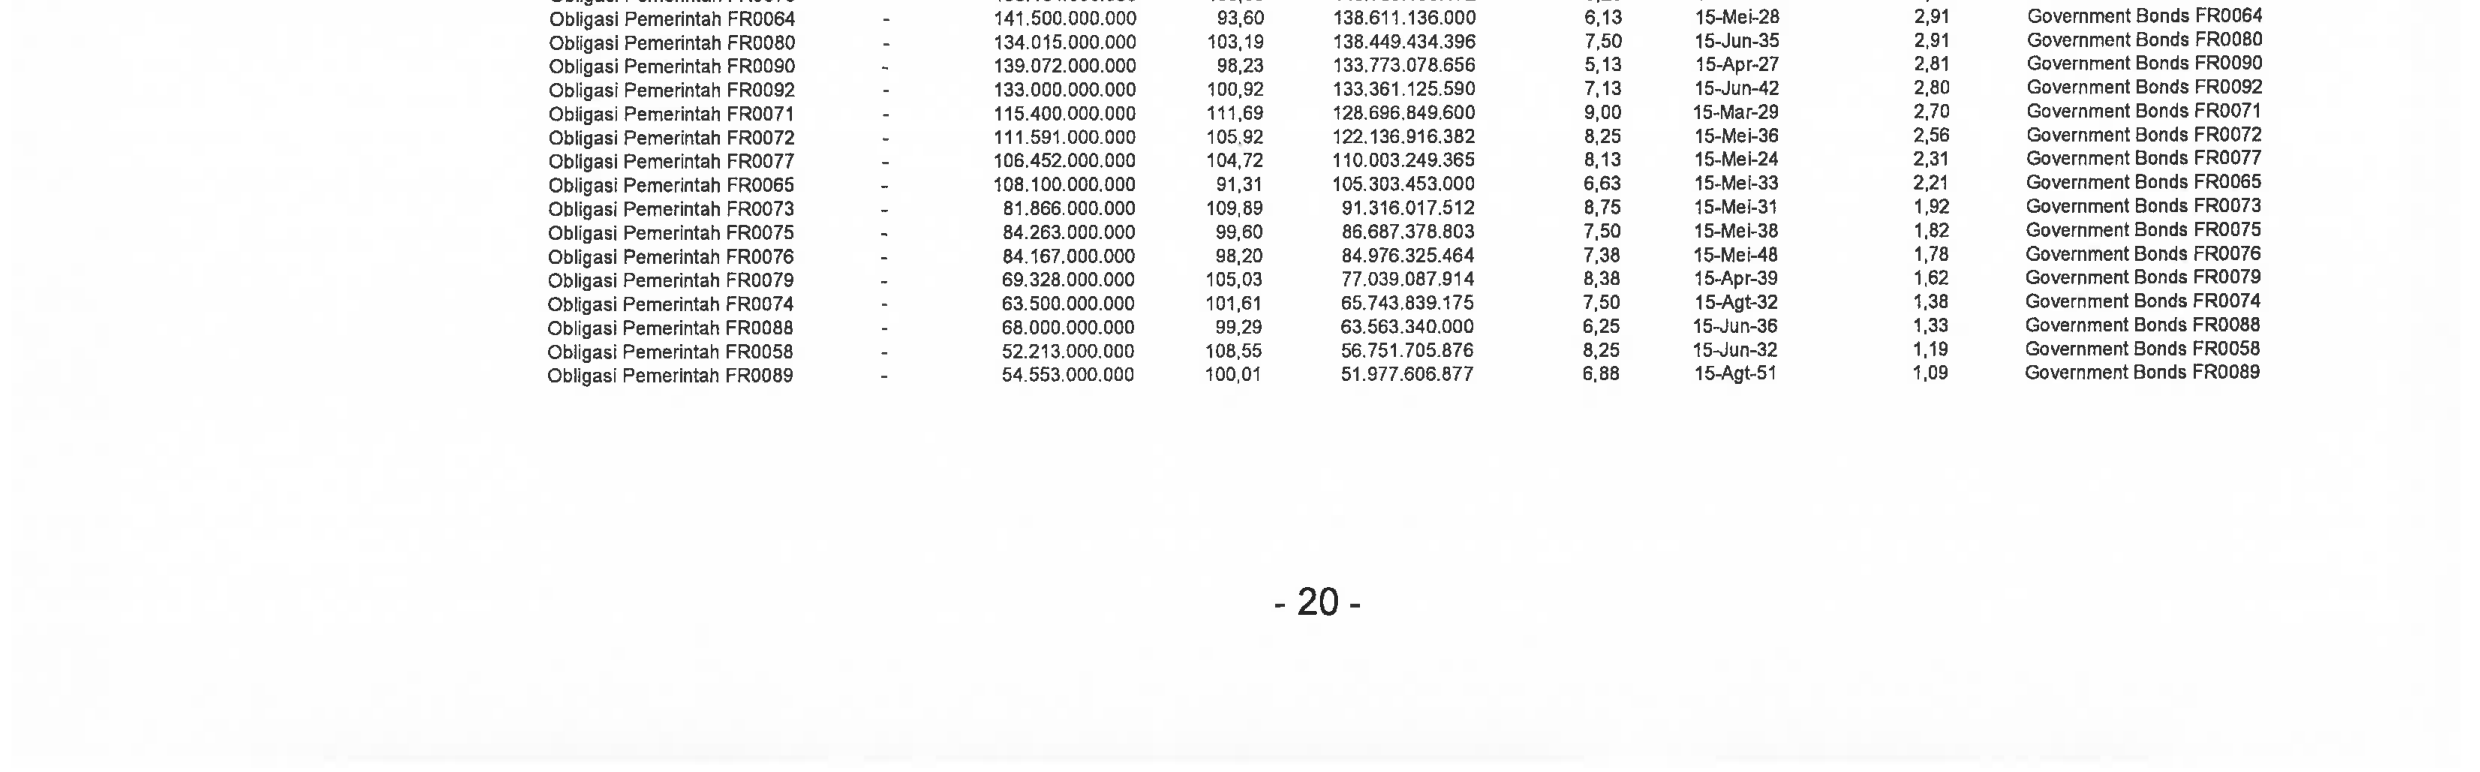 Obligasi Pemerintah FR0064 - 141.500.000.000 93,60 138.611.136.000 6,13 15-Mei-28 2,91 Government Bonds FR0064
Obligasi Pemerintah FR0080 - 134.015.000.000 103,19 138.449.434.396 7,50 15-Jun-35 2,91 Government Bonds FR0080
Obligasi Pemerintah FR0090 - 139.072.000.000 98,23 133.773.078.656 5,13 15-Apr-27 2,81 Government Bonds FR0090
Obligasi Pemerintah FR0092 - 133.000.000.000 100,92 133.361.125.590 7,13 15-Jun-42 2,80 Government Bonds FR0092
Obligasi Pemerintah FR0071 - 115.400.000.000 111,69 128.696.849.600 9,00 15-Mar-29 2,70 Government Bonds FR0071
Obligasi Pemerintah FR0072 - 111.591.000.000 105,92 122.136.916.382 8,25 15-Mei-36 2,56 Government Bonds FR0072
Obligasi Pemerintah FR0077 - 106.452.000.000 104,72 110.003.249.365 8,13 15-Mei-24 2,31 Government Bonds FR0077
Obligasi Pemerintah FR0065 - 108.100.000.000 91,31 105.303.453.000 6,63 15-Mei-33 2,21 Government Bonds FR0065
Obligasi Pemerintah FR0073 - 81.866.000.000 109,89 91.316.017.512 8,75 15-Mei-31 1,92 Government Bonds FR0073
Obligasi Pemerintah FR0075 - 84.263.000.000 99,60 86.687.378.803 7,50 15-Mei-38 1,82 Government Bonds FR0075
Obligasi Pemerintah FR0076 - 84.167.000.000 98,20 84.976.325.464 7,38 15-Mei-48 1,78 Government Bonds FR0076
Obligasi Pemerintah FR0079 - 69.328.000.000 105,03 77.039.087.914 8,38 15-Apr-39 1,62 Government Bonds FR0079
Obligasi Pemerintah FR0074 - 63.500.000.000 101,61 65.743.839.175 7,50 15-Agt-32 1,38 Government Bonds FR0074
Obligasi Pemerintah FR0088 - 68.000.000.000 99,29 63.563.340.000 6,25 15-Jun-36 1,33 Government Bonds FR0088
Obligasi Pemerintah FR0058 - 52.213.000.000 108,55 56.751.705.876 8,25 15-Jun-32 1,19 Government Bonds FR0058
Obligasi Pemerintah FR0089 - 54.553.000.000 100,01 51.977.606.877 6,88 15-Agt-51 1,09 Government Bonds FR0089
- 20 -